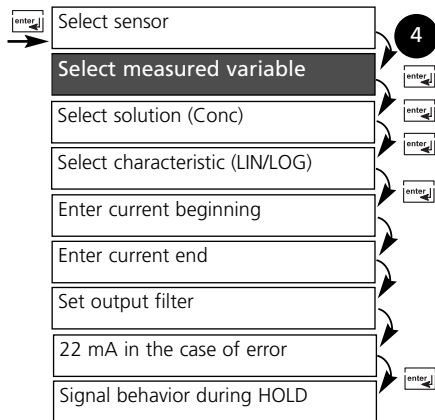 enter
Select sensor
4
Select measured variable
enter
Select solution (Conc)
enter
enter
Select characteristic (LIN/LOG)
enter
Enter current beginning
Enter current end
Set output filter
22 mA in the case of error
enter
Signal behavior during HOLD